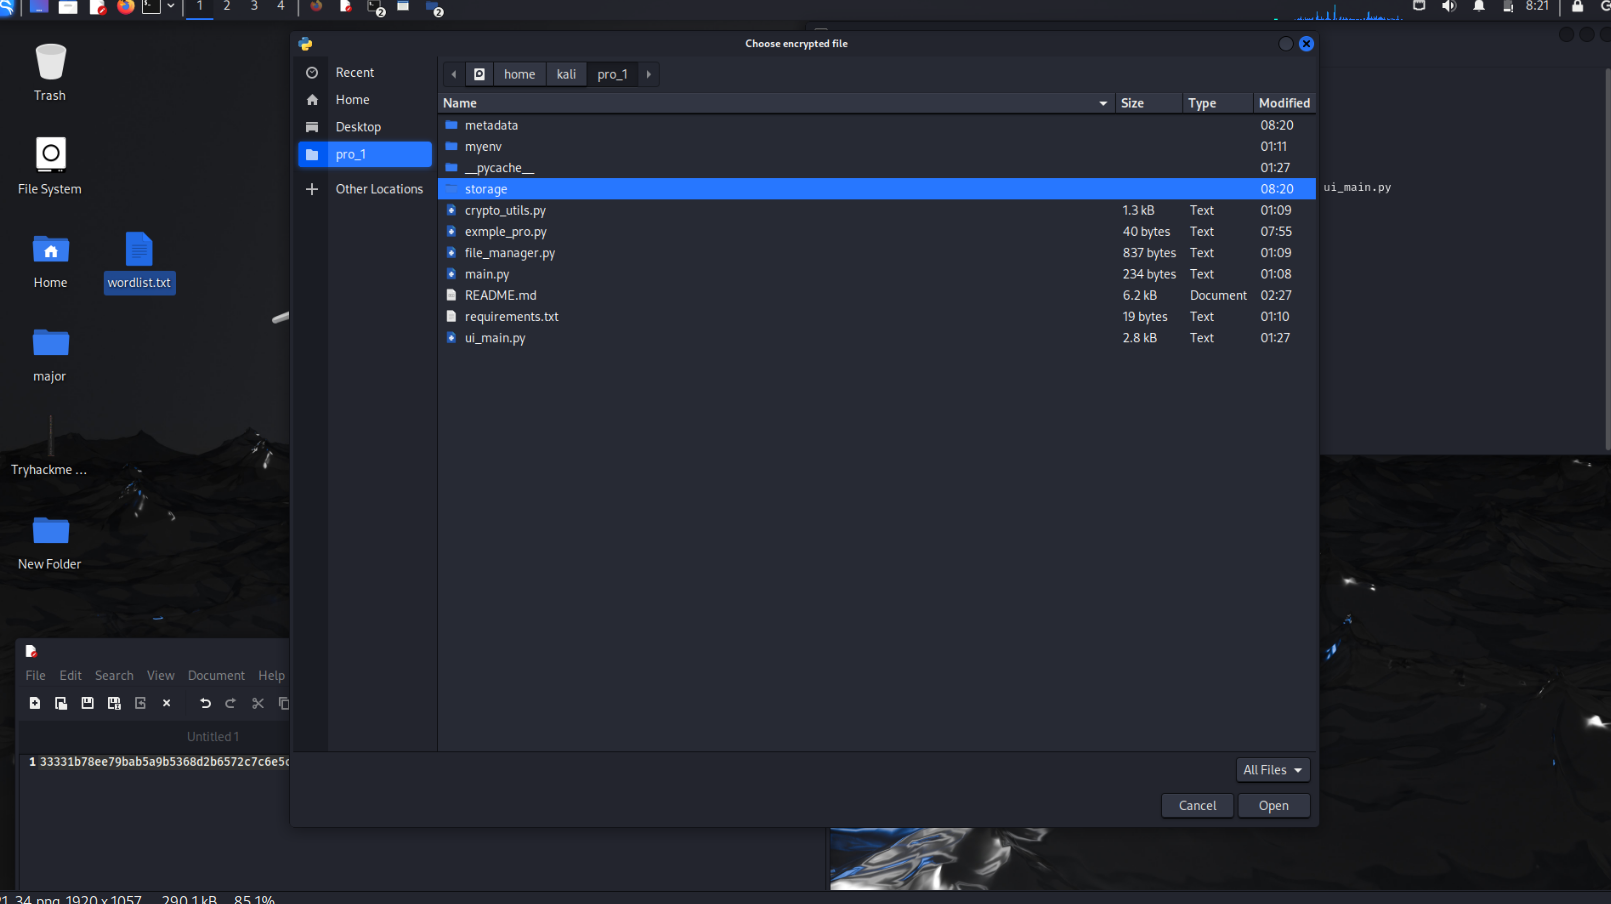 1 2 3 4 2 2 8:21
Choose encrypted file
Trash
File System
Home
wordlist.txt
major
Tryhackme ...
New Folder
Recent
Home
Desktop
pro_1
Other Locations
home kali pro_1
Name Size Type Modified
metadata 08:20
myenv 01:11
__pycache__ 01:27
storage 08:20
crypto_utils.py 1.3 kB Text 01:09
exmple_pro.py 40 bytes Text 07:55
file_manager.py 837 bytes Text 01:09
main.py 234 bytes Text 01:08
README.md 6.2 kB Document 02:27
requirements.txt 19 bytes Text 01:10
ui_main.py 2.8 kB Text 01:27
All Files
Cancel Open
ui_main.py
File Edit Search View Document Help
Untitled 1
1 33331b78ee79bab5a9b5368d2b6572c7c6e5c
21_34.png 1920 x 1057 290.1 kB 85.1%